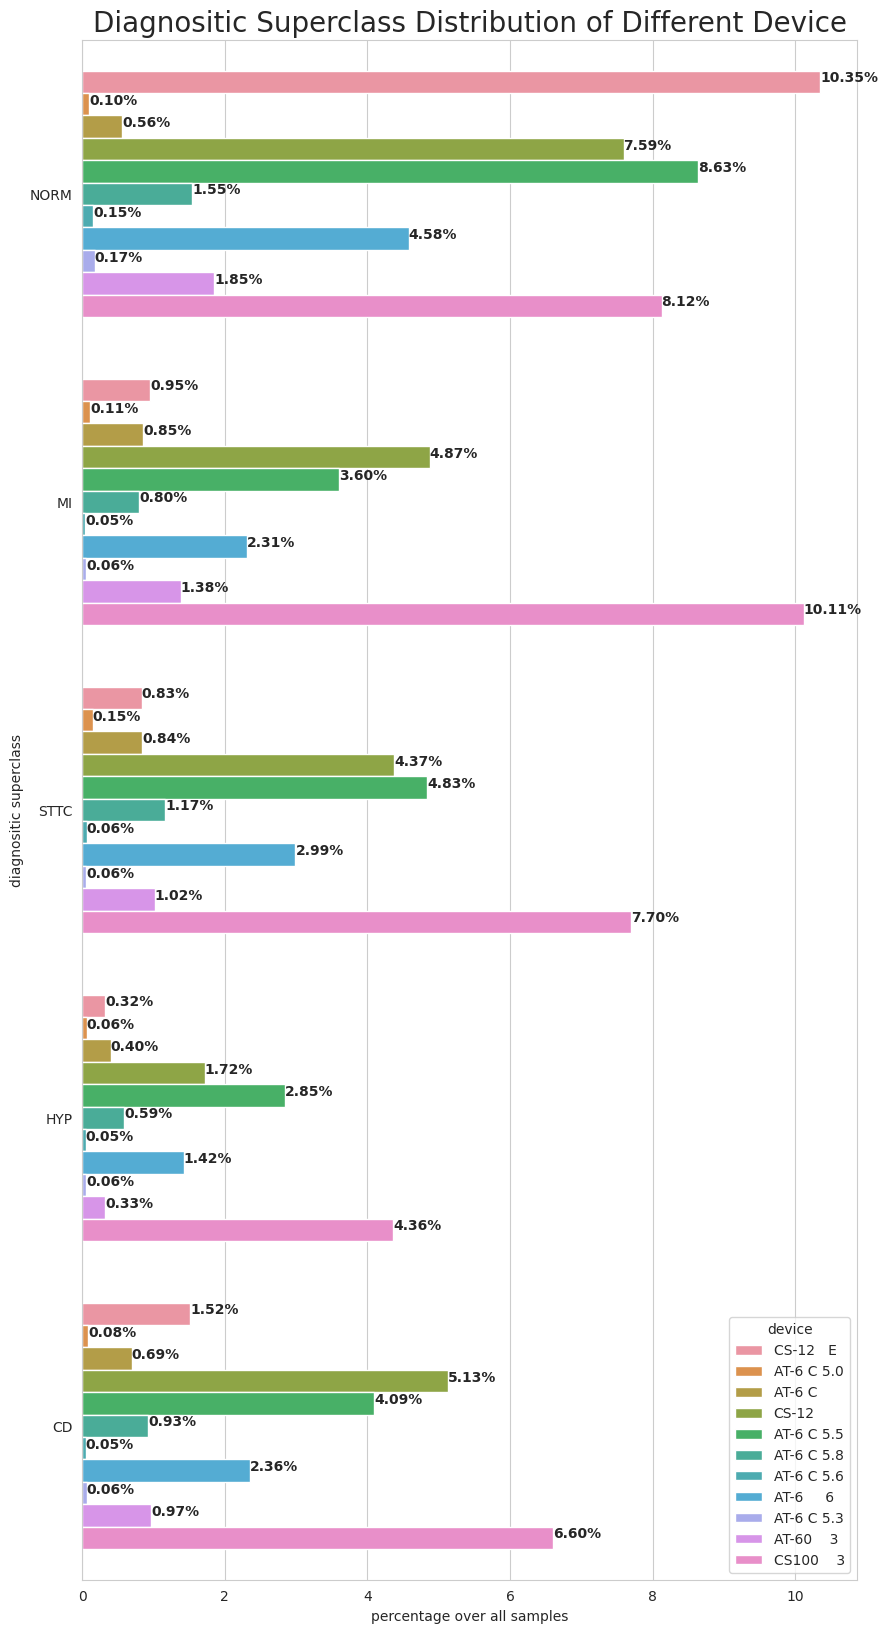 Diagnositic Superclass Distribution of Different Device
10.35%
0.10%
0.56%
7.59%
8.63%
NORM
1.55%
0.15%
4.58%
0.17%
1.85%
8.12%
0.95%
0.11%
0.85%
4.87%
3.60%
MI
0.80%
0.05%
2.31%
0.06%
1.38%
10.11%
diagnositic superclass
0.83%
0.15%
0.84%
4.37%
4.83%
STTC
1.17%
0.06%
2.99%
0.06%
1.02%
7.70%
0.32%
0.06%
0.40%
1.72%
2.85%
HYP
0.59%
0.05%
1.42%
0.06%
0.33%
4.36%
1.52%
0.08%
0.69%
5.13%
4.09%
CD
0.93%
0.05%
2.36%
0.06%
0.97%
6.60%
device
CS-12   E
AT-6 C 5.0
AT-6 C
CS-12
AT-6 C 5.5
AT-6 C 5.8
AT-6 C 5.6
AT-6     6
AT-6 C 5.3
AT-60    3
CS100    3
0 2 4 6 8 10
percentage over all samples